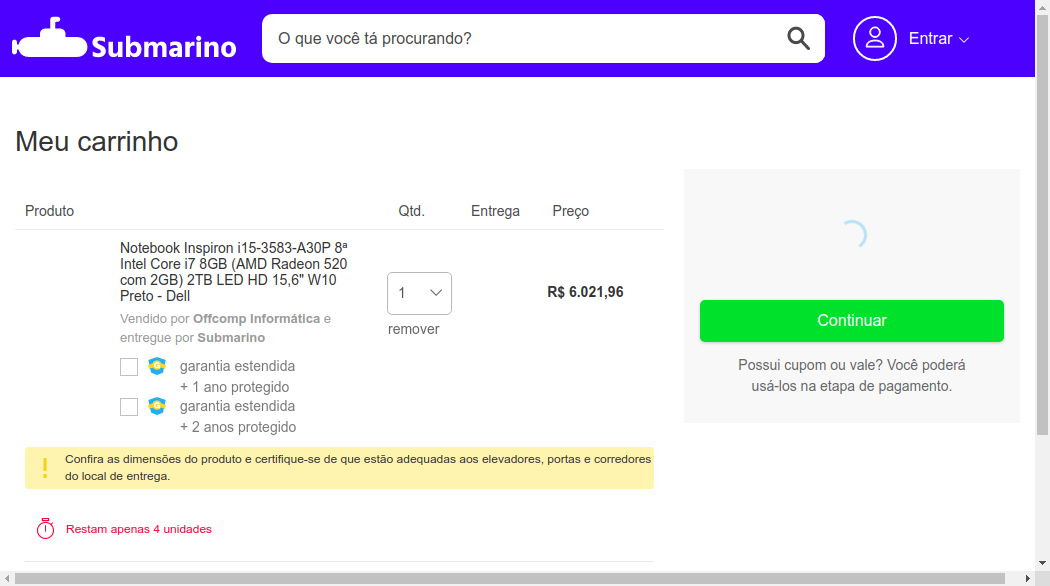 Submarino
O que você tá procurando?
Entrar
Meu carrinho
Produto
Qtd.
Entrega
Preço
Notebook Inspiron i15-3583-A30P 8ª
Intel Core i7 8GB (AMD Radeon 520
com 2GB) 2TB LED HD 15,6" W10
Preto - Dell
Vendido por Offcomp Informática e
entregue por Submarino
1
remover
R$ 6.021,96
garantia estendida
+ 1 ano protegido
garantia estendida
+ 2 anos protegido
Confira as dimensões do produto e certifique-se de que estão adequadas aos elevadores, portas e corredores
do local de entrega.
Restam apenas 4 unidades
Continuar
Possui cupom ou vale? Você poderá
usá-los na etapa de pagamento.